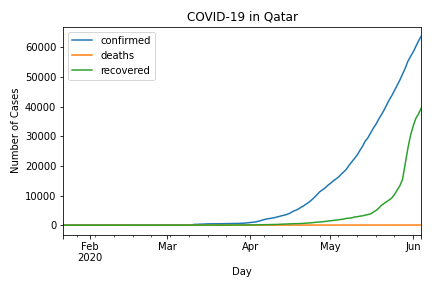 COVID-19 in Qatar
confirmed
deaths
recovered
Number of Cases
60000
50000
40000
30000
20000
10000
0
Feb
2020
Mar
Apr
May
Jun
Day